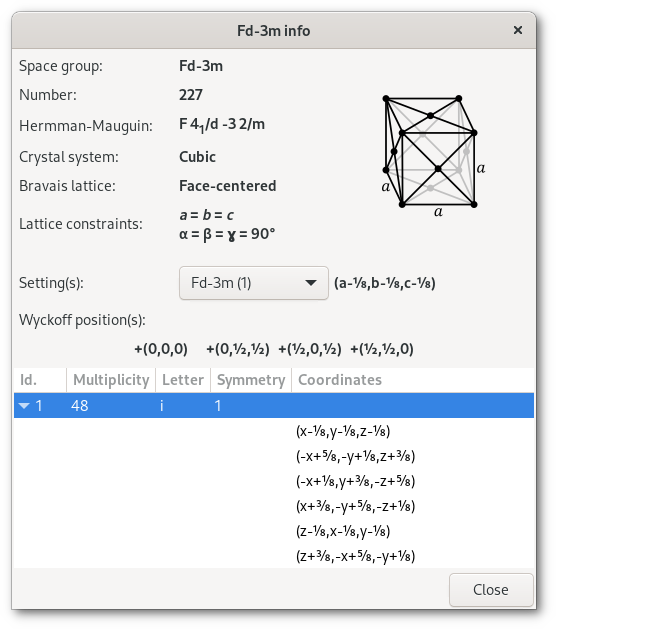 Fd-3m info ×
Space group: Fd-3m
Number: 227
Hermman-Mauguin: F 4₁/d -3 2/m
Crystal system: Cubic
Bravais lattice: Face-centered
Lattice constraints: a = b = c
α = β = ɣ = 90°
a
a
a
Setting(s): Fd-3m (1) (a-⅛,b-⅛,c-⅛)
Wyckoff position(s):
+(0,0,0) +(0,½,½) +(½,0,½) +(½,½,0)
Id. Multiplicity Letter Symmetry Coordinates
1 48 i 1
(x-⅛,y-⅛,z-⅛)
(-x+⅝,-y+⅛,z+⅜)
(-x+⅛,y+⅜,-z+⅝)
(x+⅜,-y+⅝,-z+⅛)
(z-⅛,x-⅛,y-⅛)
(z+⅜,-x+⅝,-y+⅛)
Close